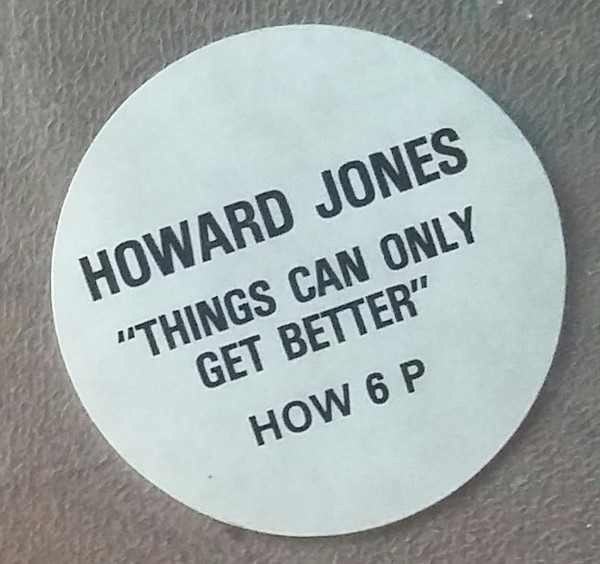 HOWARD JONES
"THINGS CAN ONLY
GET BETTER"
HOW 6 P